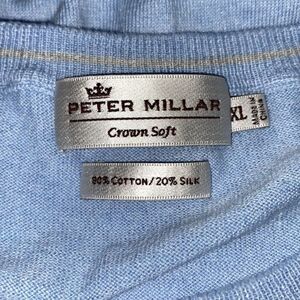 PETER MILLAR
Crown Soft
XL
MADE IN
CHINA
80% COTTON/20% SILK